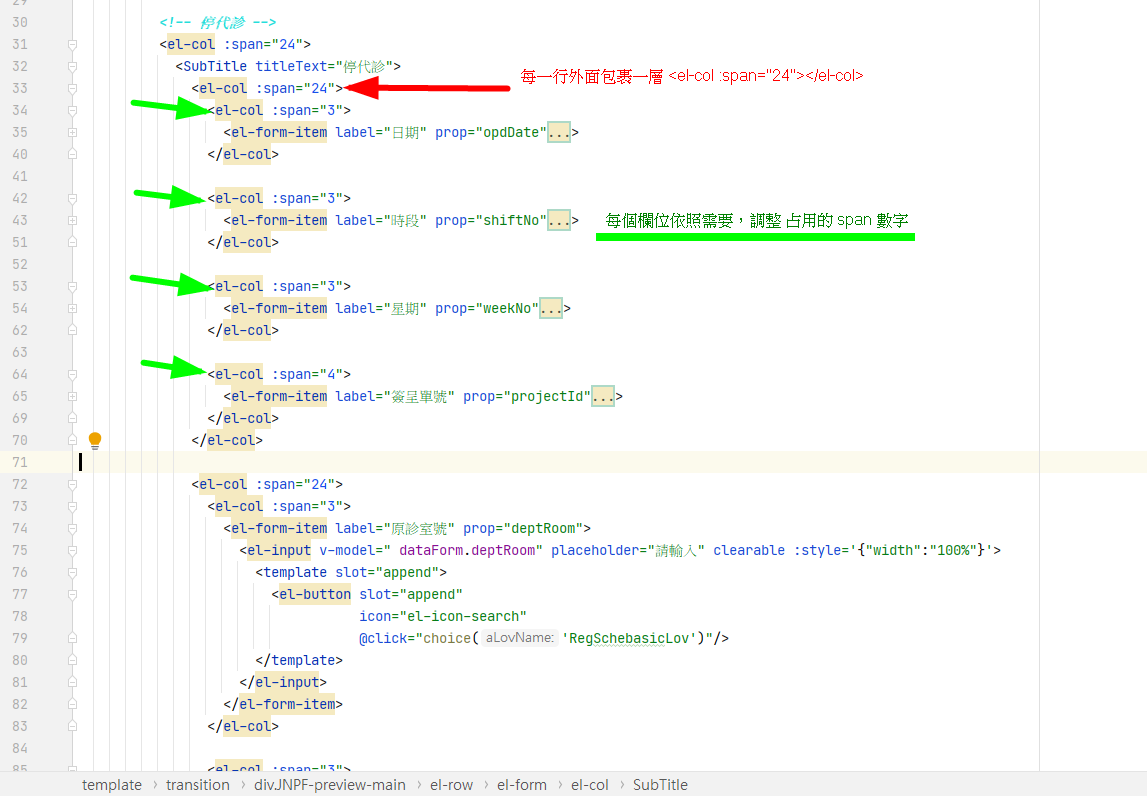 29
30 <!-- 停代診 -->
31 <el-col :span="24">
32 <SubTitle titleText="停代診">
33 <el-col :span="24"> 每一行外面包裹一層 <el-col :span="24"></el-col>
34 <el-col :span="3">
35 <el-form-item label="日期" prop="opdDate"...>
40 </el-col>
41
42 <el-col :span="3">
43 <el-form-item label="時段" prop="shiftNo"...> 每個欄位依照需要，調整 占用的 span 數字
51 </el-col>
52
53 <el-col :span="3">
54 <el-form-item label="星期" prop="weekNo"...>
62 </el-col>
63
64 <el-col :span="4">
65 <el-form-item label="簽呈單號" prop="projectId"...>
69 </el-col>
70 </el-col>
71
72 <el-col :span="24">
73 <el-col :span="3">
74 <el-form-item label="原診室號" prop="deptRoom">
75 <el-input v-model=" dataForm.deptRoom" placeholder="請輸入" clearable :style='{"width":"100%"}'>
76 <template slot="append">
77 <el-button slot="append"
78 icon="el-icon-search"
79 @click="choice( aLovName: 'RegSchebasicLov')"/>
80 </template>
81 </el-input>
82 </el-form-item>
83 </el-col>
84
85 <el-col :span="3">
template › transition › div.JNPF-preview-main › el-row › el-form › el-col › SubTitle